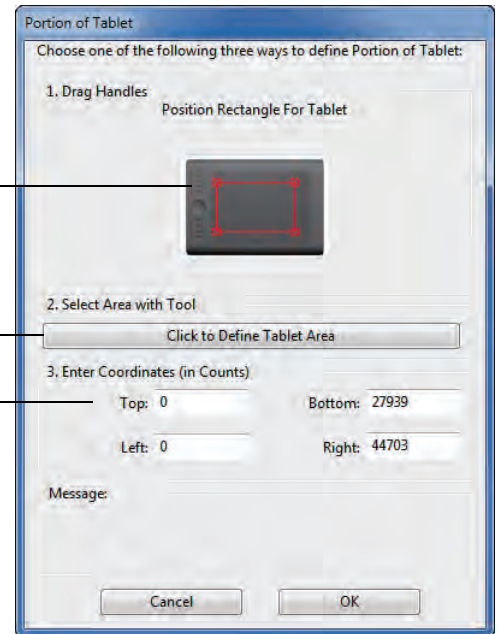 Portion of Tablet
Choose one of the following three ways to define Portion of Tablet:
1. Drag Handles
Position Rectangle For Tablet
2. Select Area with Tool
Click to Define Tablet Area
3. Enter Coordinates (in Counts)
Top: 0 Bottom: 27939
Left: 0 Right: 44703
Message:
Cancel OK